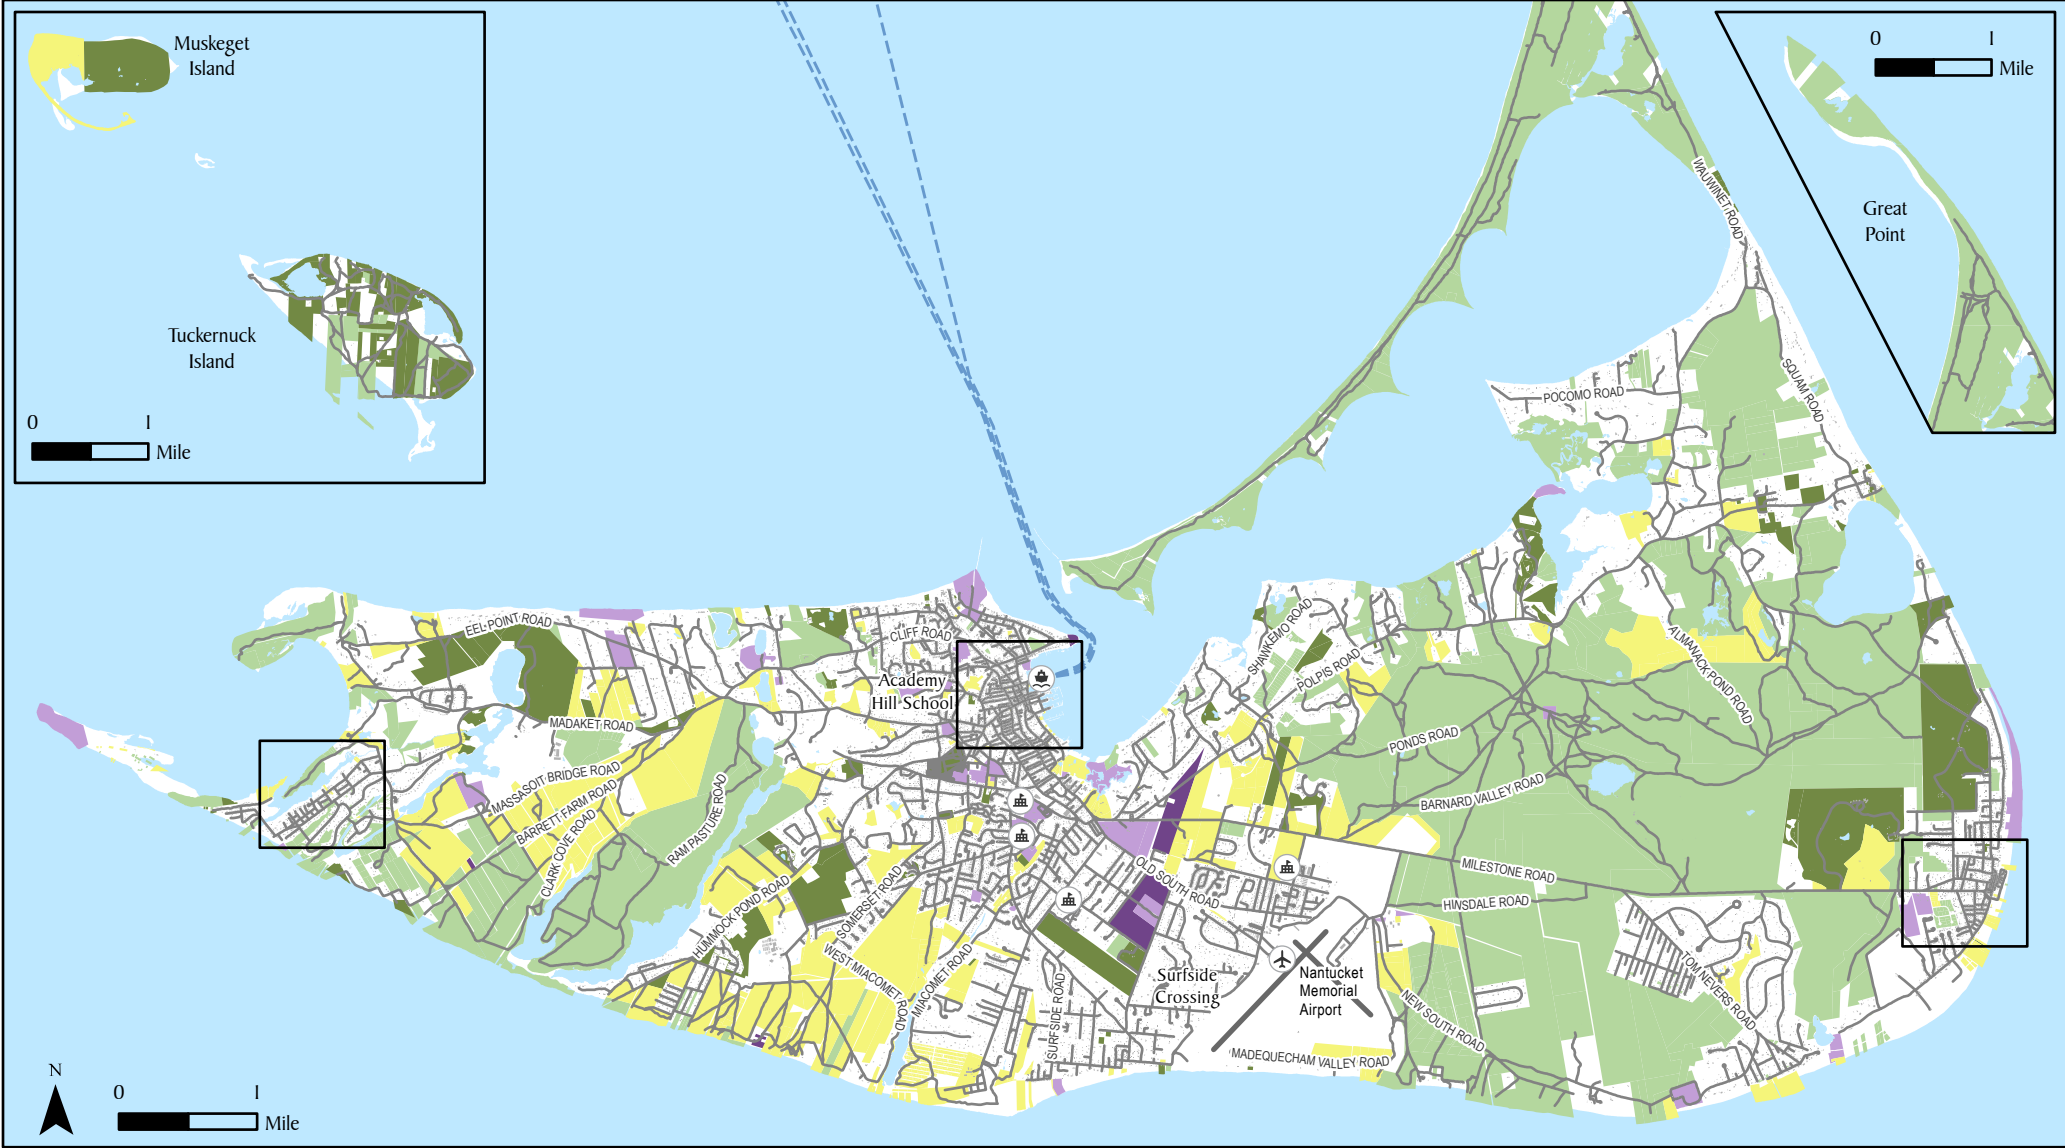 Muskeget
Island
Tuckernuck
Island
0 1
Mile
0 1
Mile
Great
Point
WAUWINET ROAD
SQUAM ROAD
POCOMO ROAD
EEL POINT ROAD
CLIFF ROAD
Academy
Hill School
SHAWKEMO ROAD
POLPIS ROAD
ALMANACK POND ROAD
MADAKET ROAD
PONDS ROAD
MASSASOIT BRIDGE ROAD
BARRETT FARM ROAD
CLARK COVE ROAD
RAM PASTURE ROAD
BARNARD VALLEY ROAD
HUMMOCK POND ROAD
SOMERSET ROAD
OLD SOUTH ROAD
MILESTONE ROAD
HINSDALE ROAD
WEST MIACOMET ROAD
MIACOMET ROAD
SURFSIDE ROAD
Surfside
Crossing
Nantucket
Memorial
Airport
NEW SOUTH ROAD
TOM NEVERS ROAD
MADEQUECHAM VALLEY ROAD
N
0 1
Mile